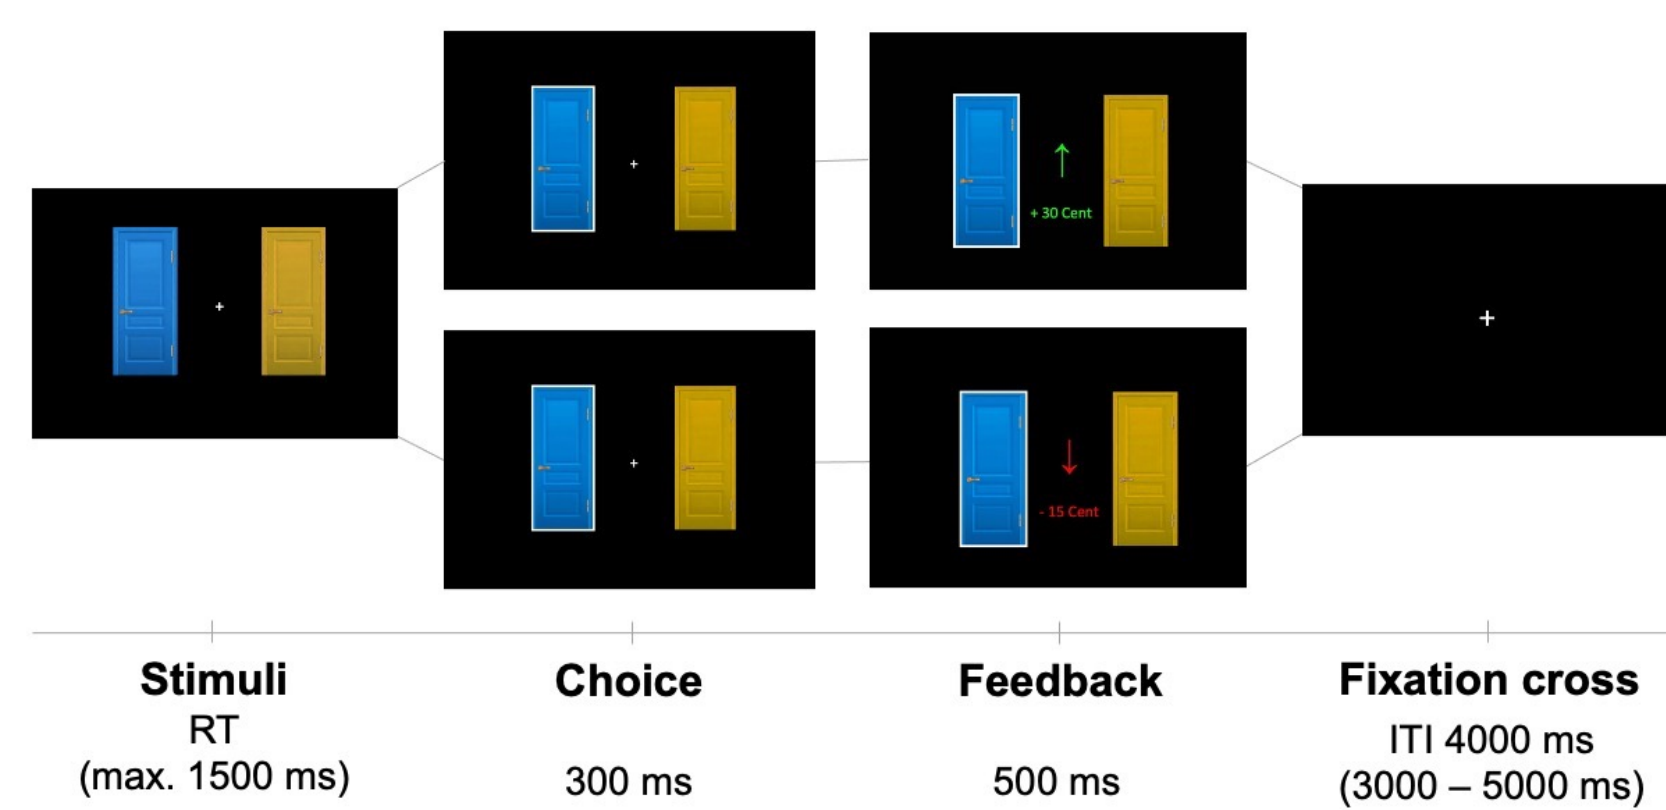 + 30 Cent
- 15 Cent
Stimuli
RT
(max. 1500 ms)
Choice
300 ms
Feedback
500 ms
Fixation cross
ITI 4000 ms
(3000 – 5000 ms)